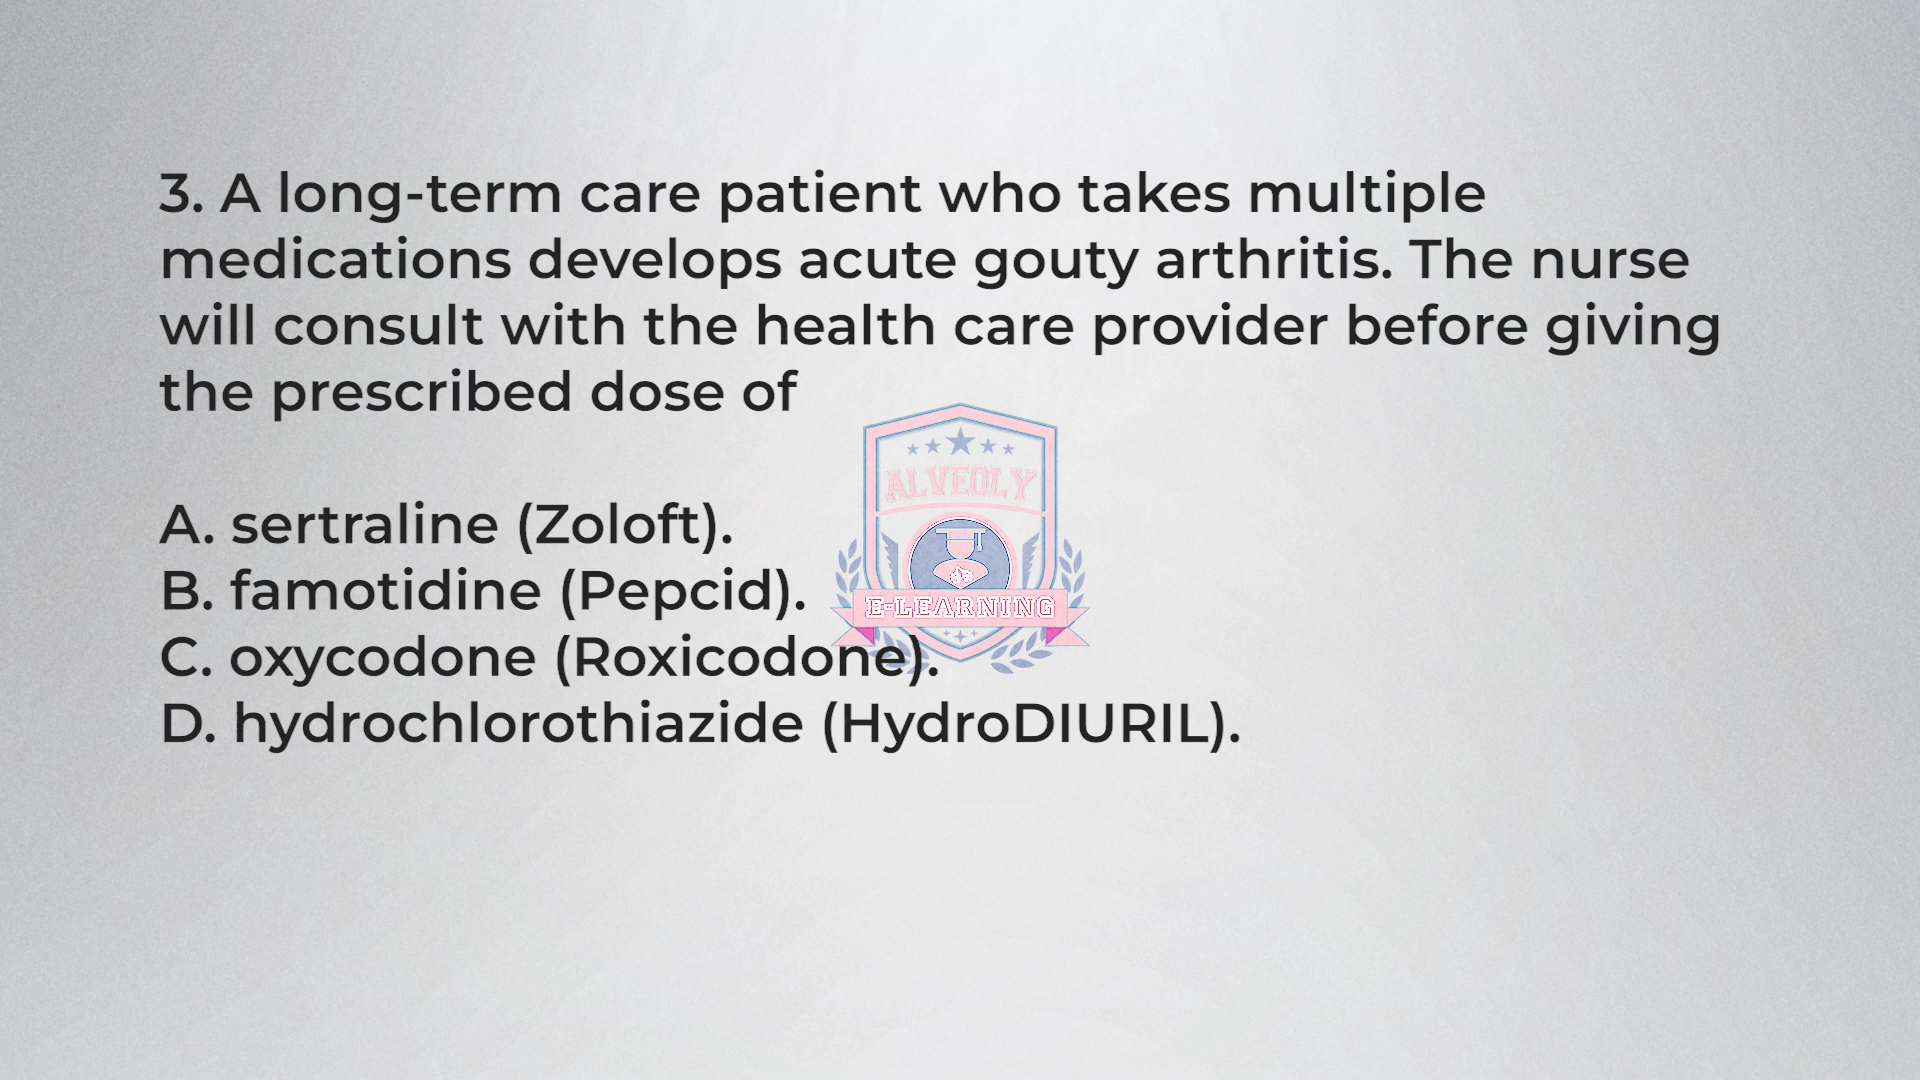 3. A long-term care patient who takes multiple
medications develops acute gouty arthritis. The nurse
will consult with the health care provider before giving
the prescribed dose of
ALVEOLY
A. sertraline (Zoloft).
B. famotidine (Pepcid).
E-LEARNING
C. oxycodone (Roxicodone).
D. hydrochlorothiazide (HydroDIURIL).